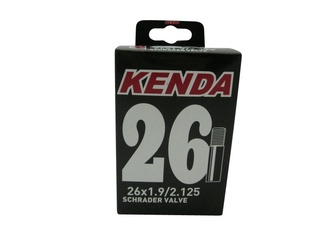 KENDA
26
26x1.9/2.125
SCHRADER VALVE